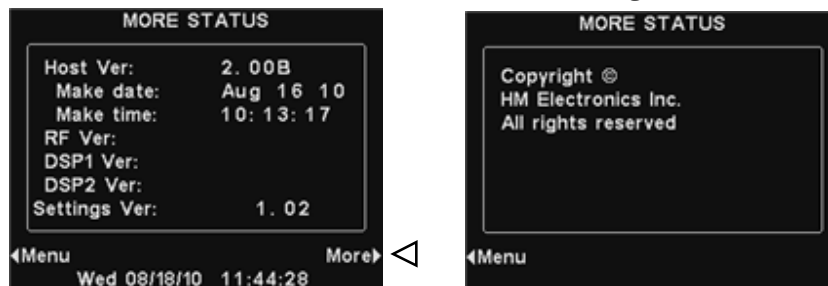 MORE STATUS
Host Ver: 2.00B
Make date: Aug 16 10
Make time: 10:13:17
RF Ver:
DSP1 Ver:
DSP2 Ver:
Settings Ver: 1.02
Menu More
Wed 08/18/10 11:44:28
MORE STATUS
Copyright ©
HM Electronics Inc.
All rights reserved
Menu